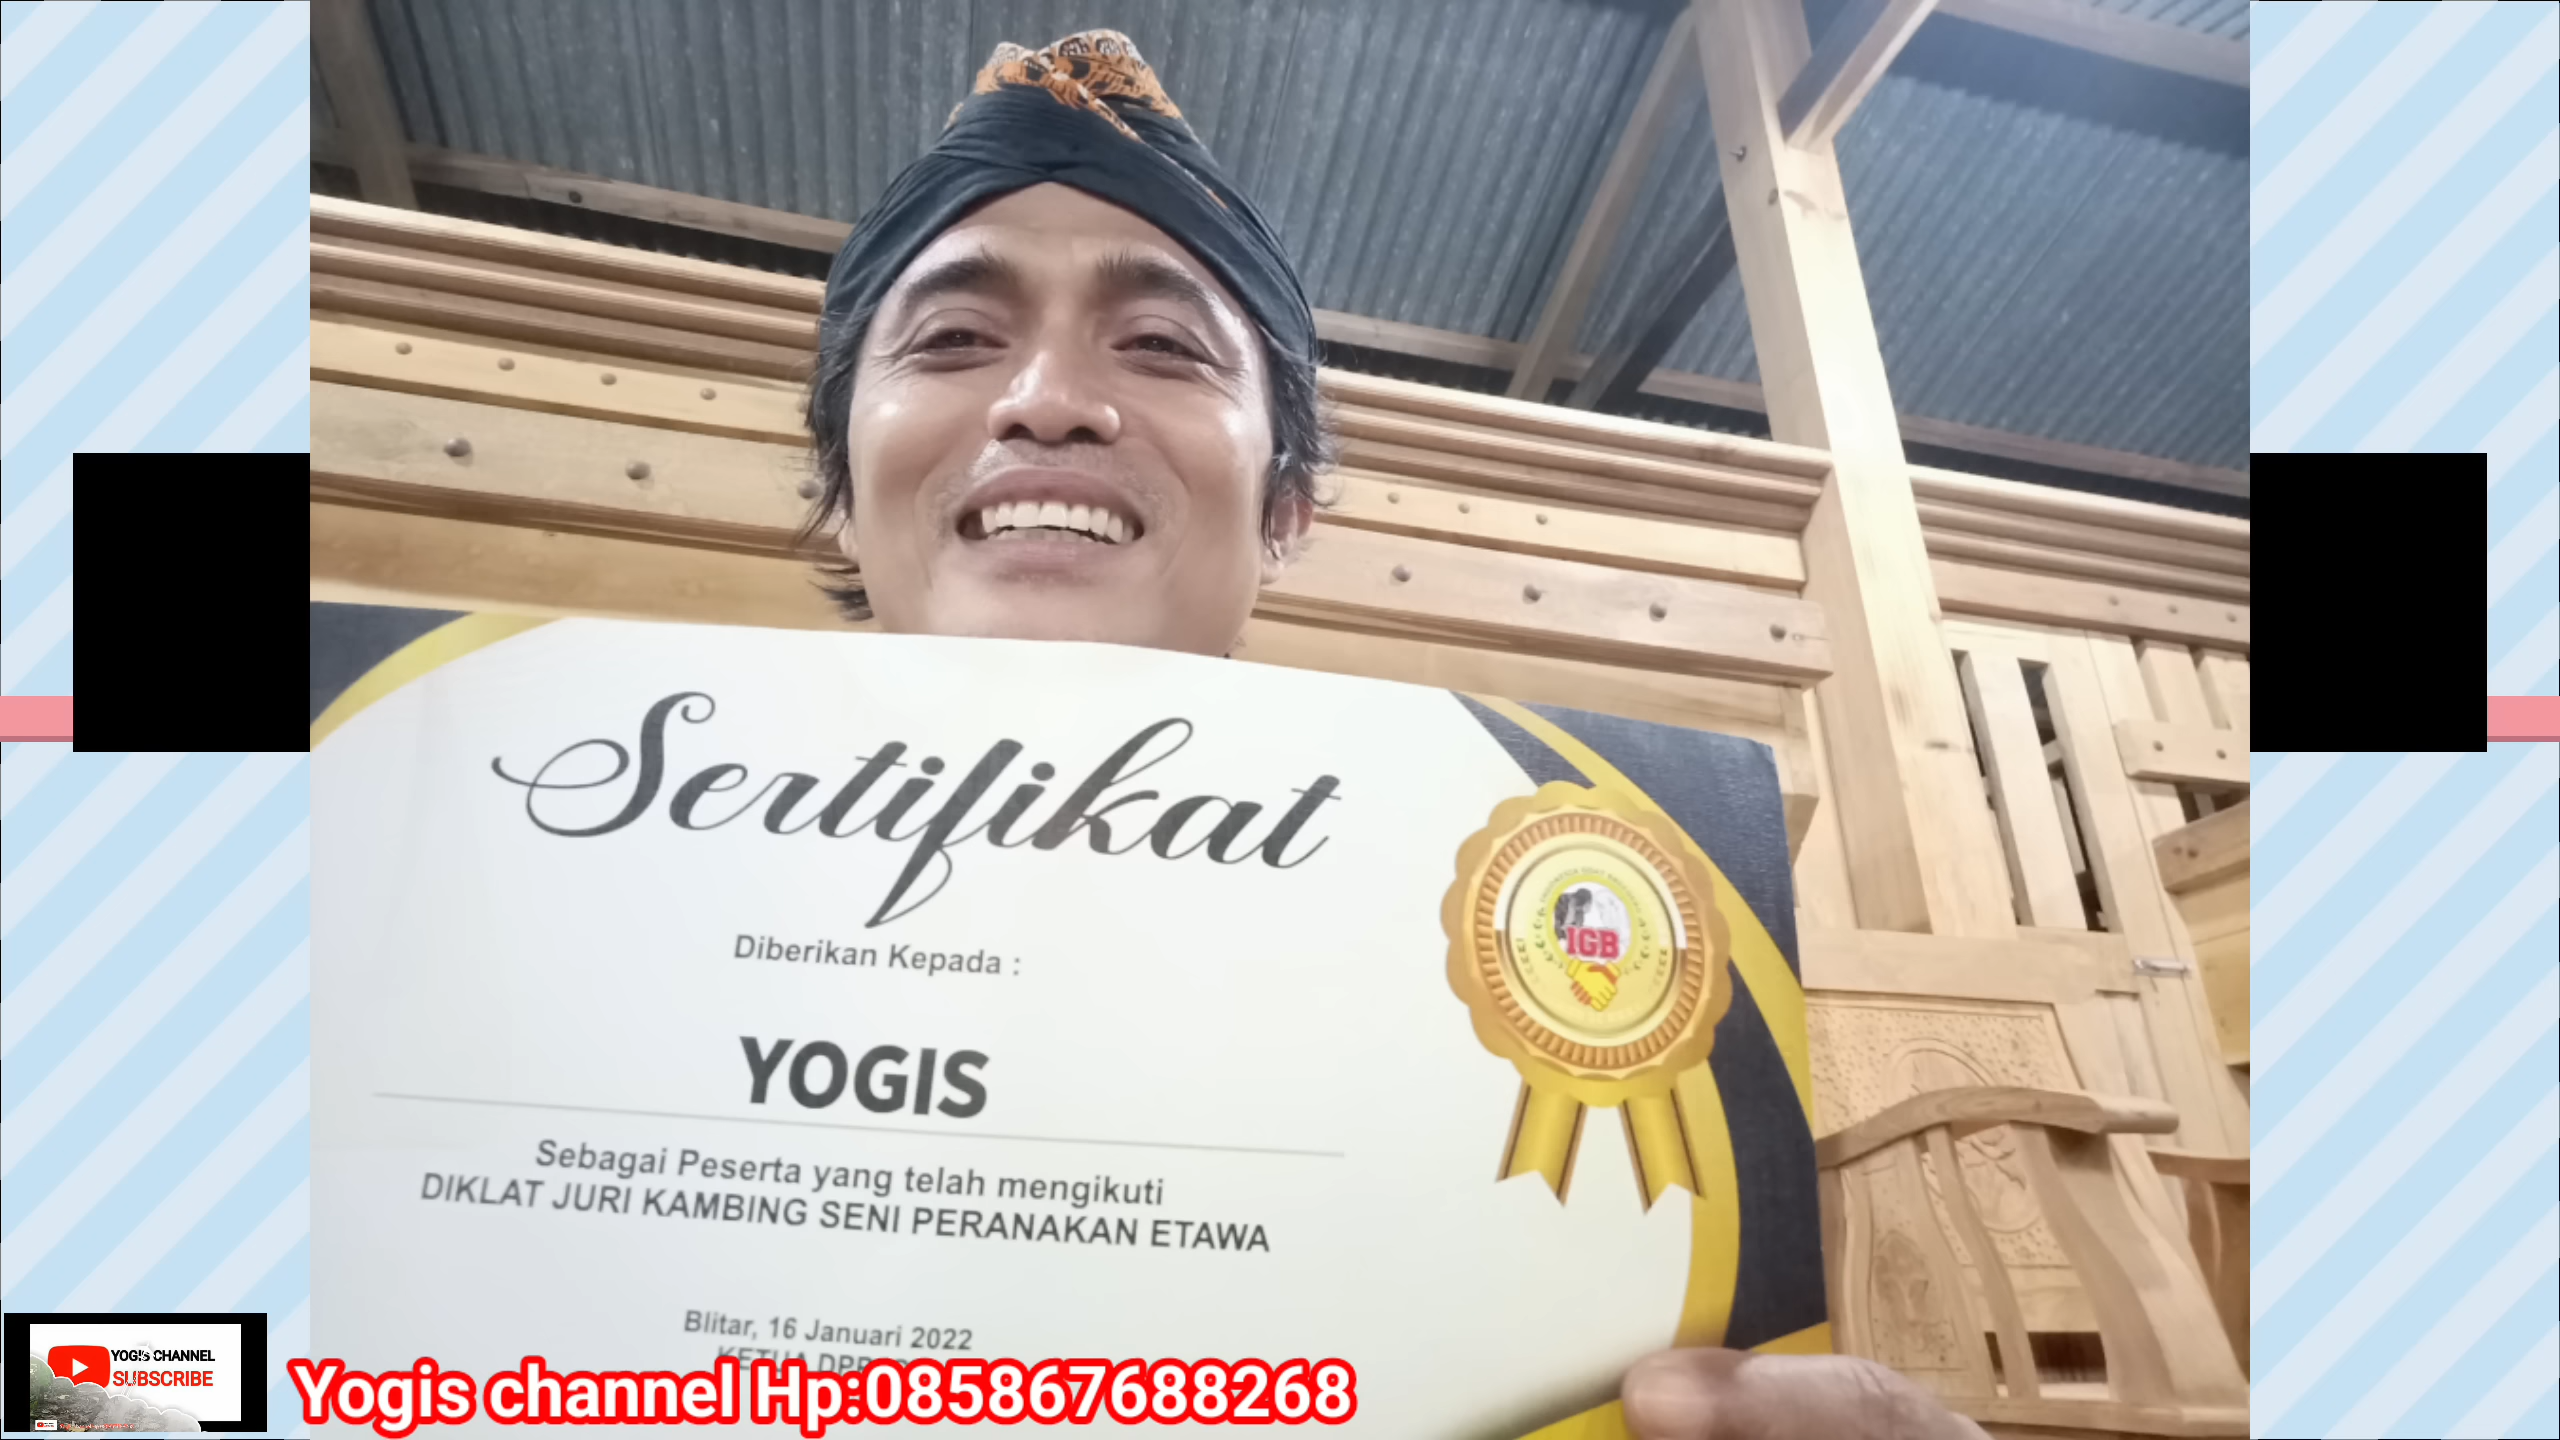 Sertifikat
Diberikan Kepada :
YOGIS
Sebagai Peserta yang telah mengikuti
DIKLAT JURI KAMBING SENI PERANAKAN ETAWA
IGB
Blitar, 16 Januari 2022
KETUA
YOGIS CHANNEL
SUBSCRIBE
Yogis channel Hp:085867688268